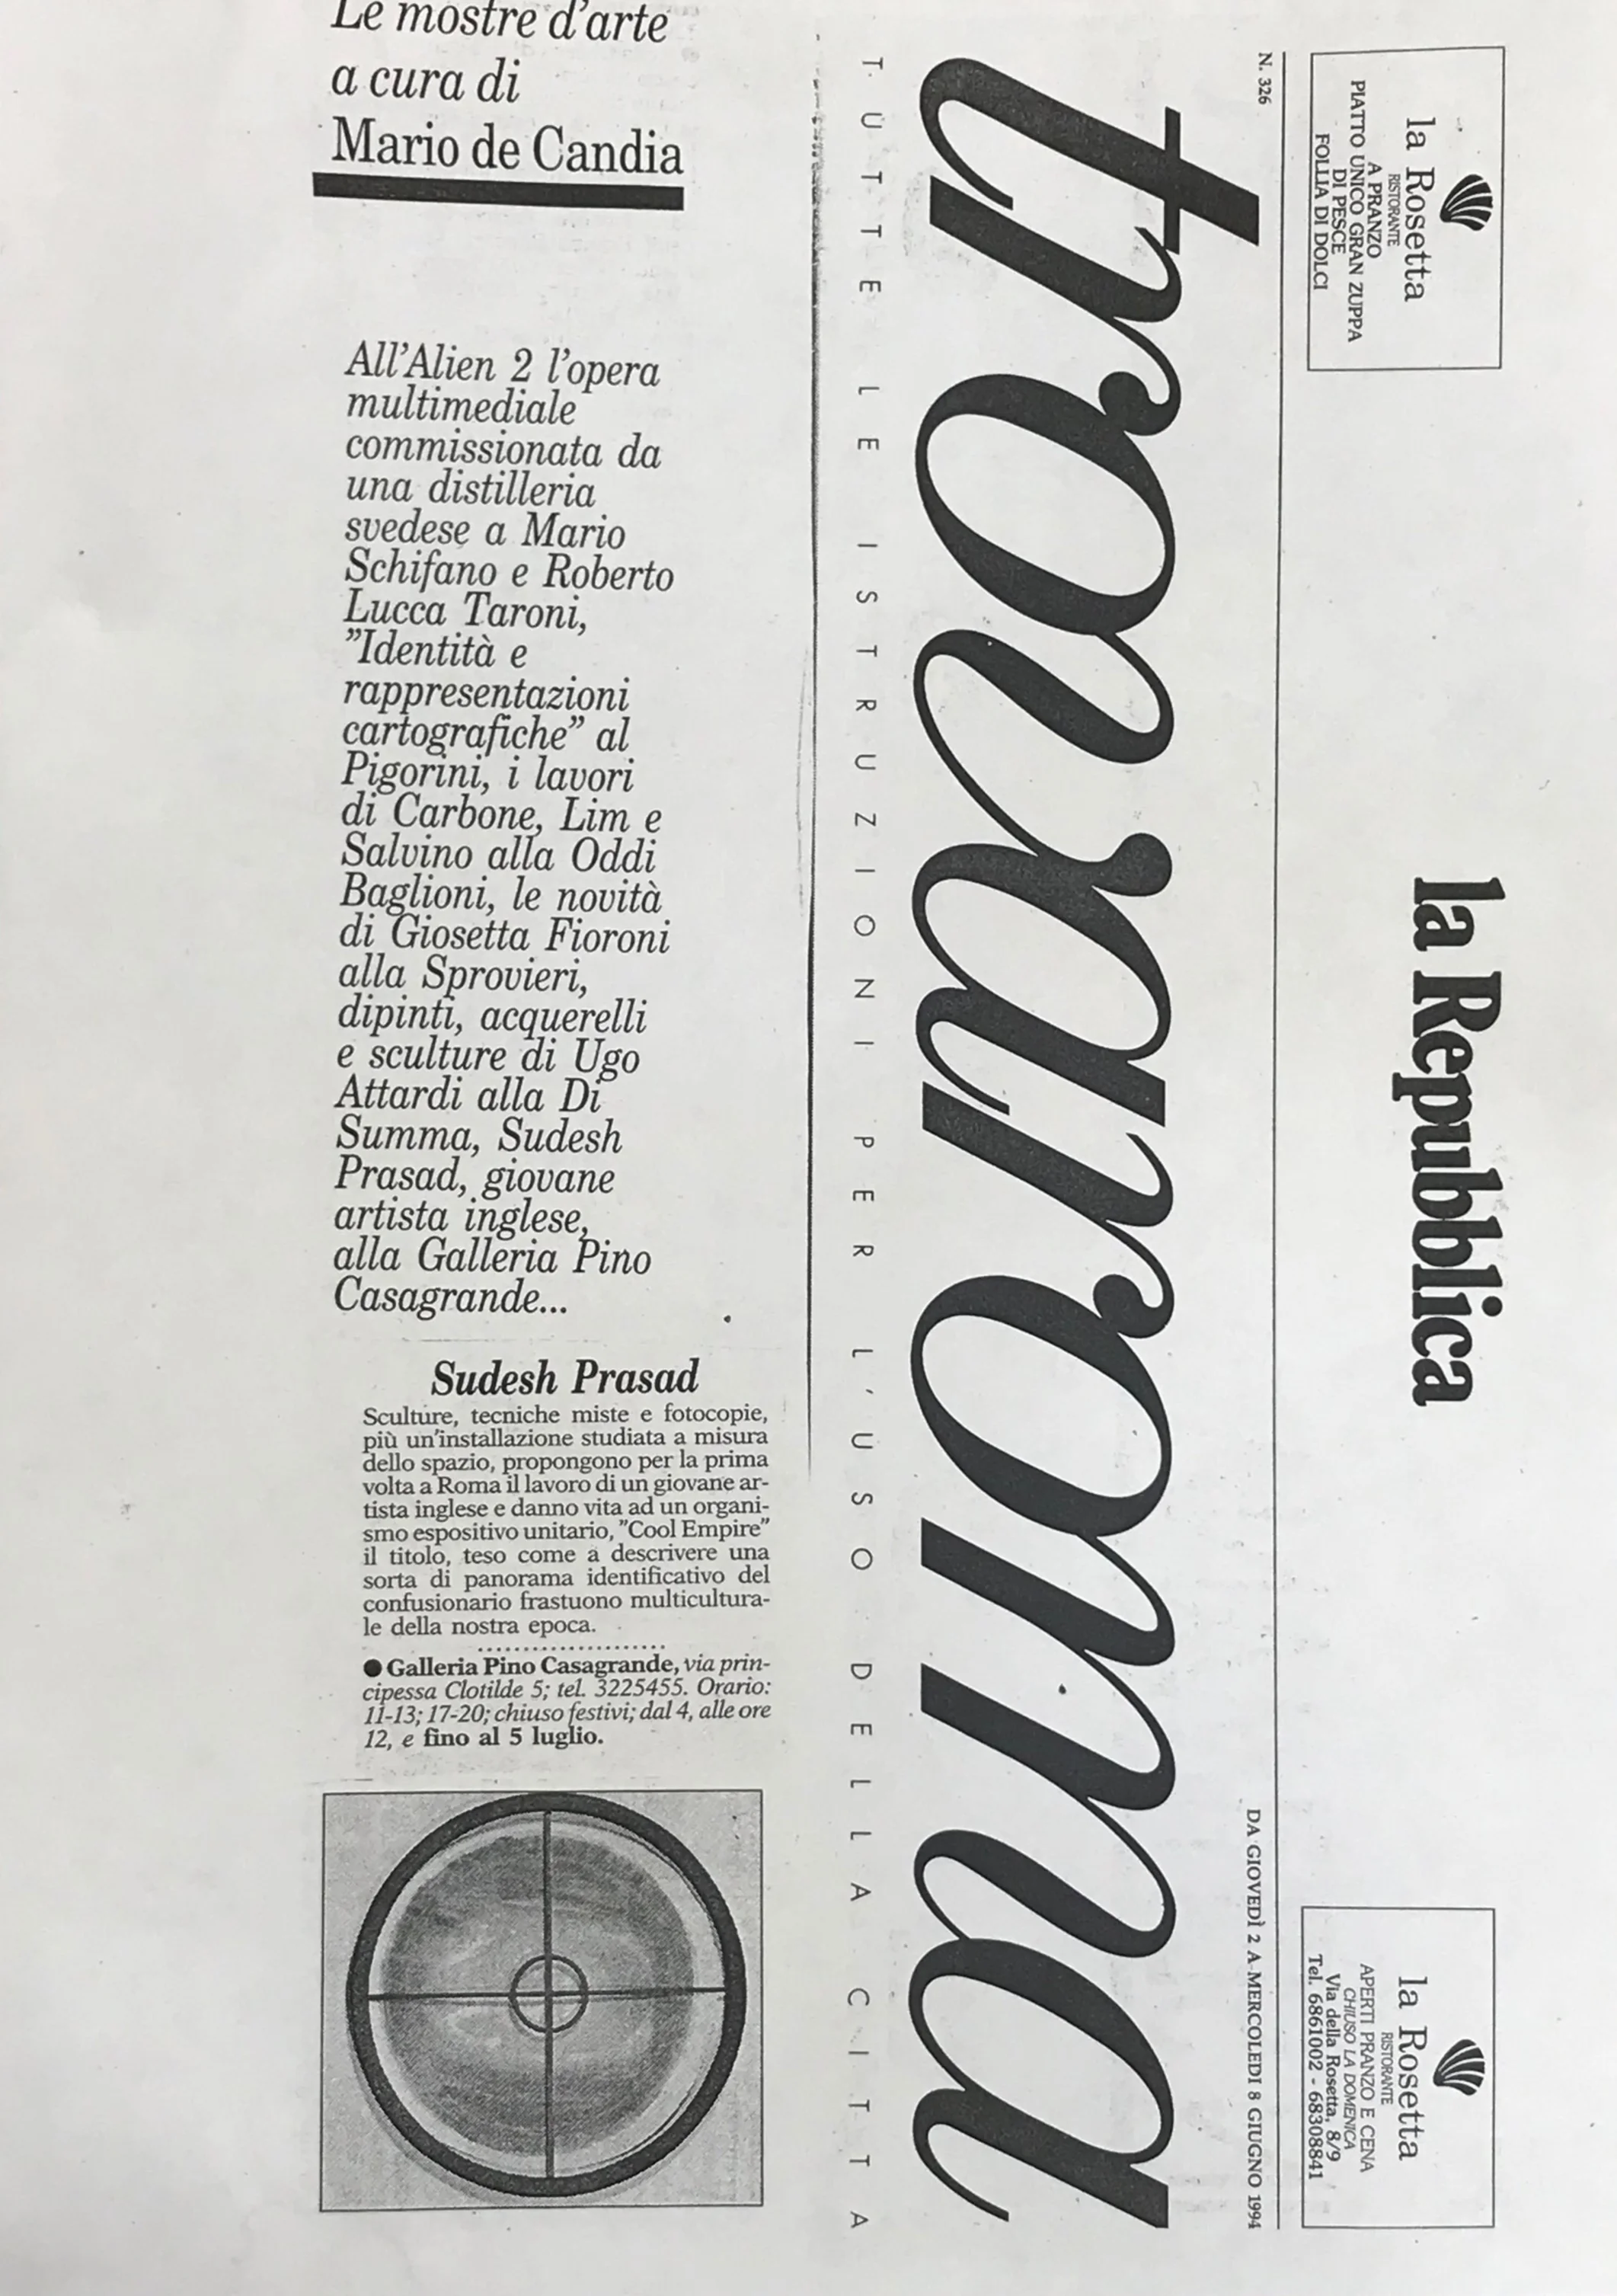 Le mostre d'arte
a cura di
Mario de Candia
All'Alien 2 l'opera
multimediale
commissionata da
una distilleria
svedese a Mario
Schifano e Roberto
Lucca Taroni,
"Identità e
rappresentazioni
cartografiche" al
Pigorini, i lavori
di Carbone, Lim e
Salvino alla Oddi
Baglioni, le novità
di Giosetta Fioroni
alla Sprovieri,
dipinti, acquerelli
e sculture di Ugo
Attardi alla Di
Summa, Sudesh
Prasad, giovane
artista inglese,
alla Galleria Pino
Casagrande...
Sudesh Prasad
Sculture, tecniche miste e fotocopie,
più un'installazione studiata a misura
dello spazio, propongono per la prima
volta a Roma il lavoro di un giovane ar-
tista inglese e danno vita ad un organi-
smo espositivo unitario, "Cool Empire"
il titolo, teso come a descrivere una
sorta di panorama identificativo del
confusionario frastuono multicultura-
le della nostra epoca.
● Galleria Pino Casagrande, via prin-
cipessa Clotilde 5; tel. 3225455. Orario:
11-13; 17-20; chiuso festivi; dal 4, alle ore
12, e fino al 5 luglio.
la Rosetta
RISTORANTE
A PRANZO
PIATTO UNICO GRAN ZUPPA
DI PESCE
FOLLIA DI DOLCI
la Repubblica
la Rosetta
RISTORANTE
APERTI PRANZO E CENA
CHIUSO LA DOMENICA
Via della Rosetta, 8/9
Tel. 6861002 - 68308841
N. 326
DA GIOVEDÌ 2 A MERCOLEDI 8 GIUGNO 1994
trovaroma
TUTTE LE ISTRUZIONI PER L'USO DELLA CITTA